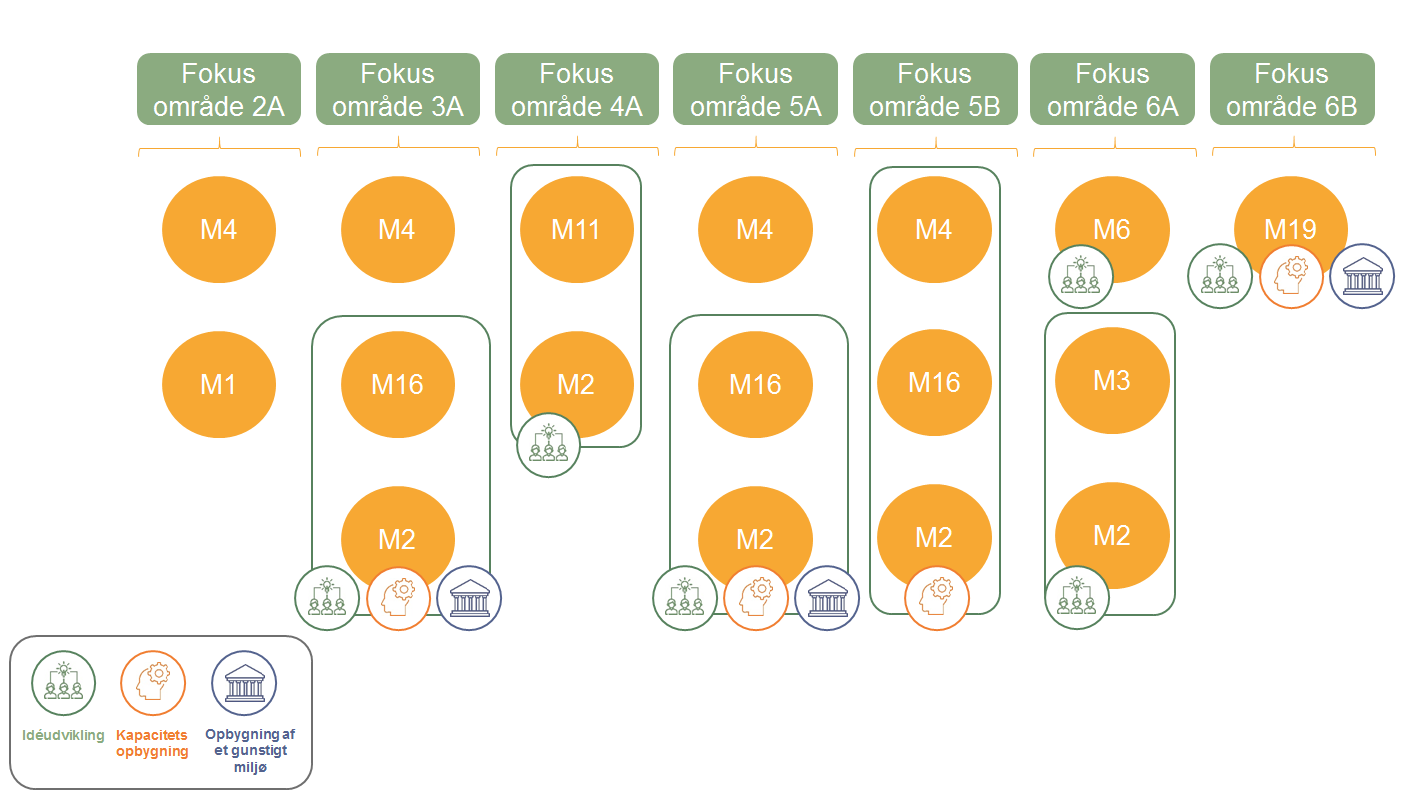 Fokus
område 2A
Fokus
område 3A
Fokus
område 4A
Fokus
område 5A
Fokus
område 5B
Fokus
område 6A
Fokus
område 6B
M4
M4
M11
M4
M4
M6
M19
M1
M16
M2
M16
M16
M3
M2
M2
M2
M2
Idéudvikling
Kapacitets
opbygning
Opbygning af
et gunstigt
miljø